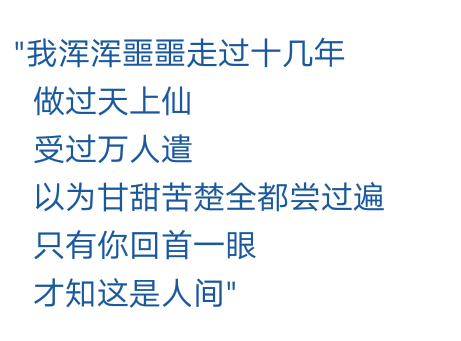 "我浑浑噩噩走过十几年
做过天上仙
受过万人遣
以为甘甜苦楚全都尝过遍
只有你回首一眼
才知这是人间"